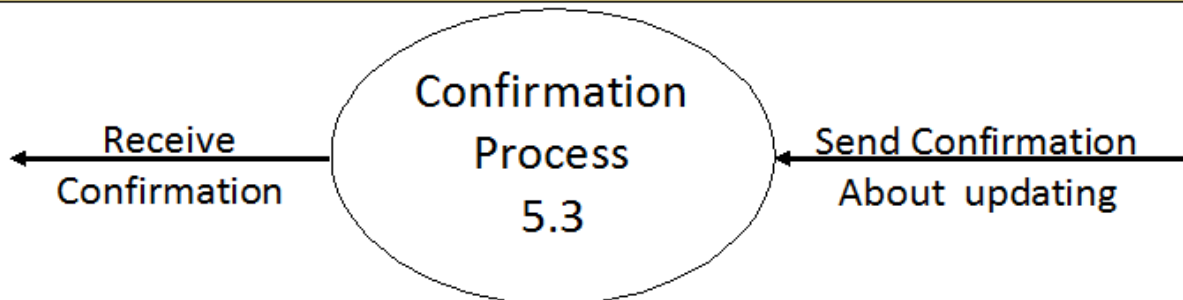 Receive
Confirmation
Confirmation
Process
5.3
Send Confirmation
About updating